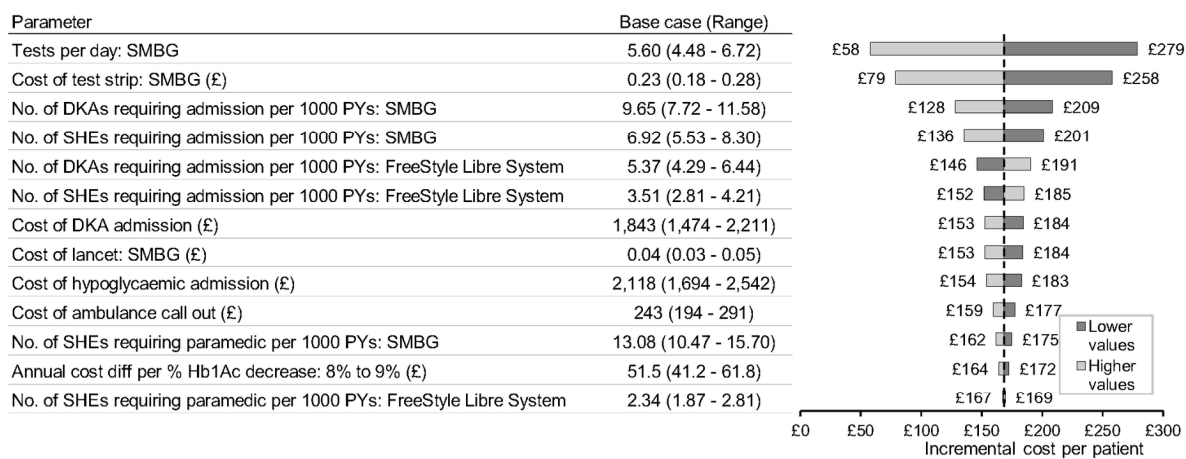 Parameter Base case (Range)
Tests per day: SMBG 5.60 (4.48 - 6.72) £58 £279
Cost of test strip: SMBG (£) 0.23 (0.18 - 0.28) £79 £258
No. of DKAs requiring admission per 1000 PYs: SMBG 9.65 (7.72 - 11.58) £128 £209
No. of SHEs requiring admission per 1000 PYs: SMBG 6.92 (5.53 - 8.30) £136 £201
No. of DKAs requiring admission per 1000 PYs: FreeStyle Libre System 5.37 (4.29 - 6.44) £146 £191
No. of SHEs requiring admission per 1000 PYs: FreeStyle Libre System 3.51 (2.81 - 4.21) £152 £185
Cost of DKA admission (£) 1,843 (1,474 - 2,211) £153 £184
Cost of lancet: SMBG (£) 0.04 (0.03 - 0.05) £153 £184
Cost of hypoglycaemic admission (£) 2,118 (1,694 - 2,542) £154 £183
Cost of ambulance call out (£) 243 (194 - 291) £159 £177
No. of SHEs requiring paramedic per 1000 PYs: SMBG 13.08 (10.47 - 15.70) £162 £175
Annual cost diff per % Hb1Ac decrease: 8% to 9% (£) 51.5 (41.2 - 61.8) £164 £172
No. of SHEs requiring paramedic per 1000 PYs: FreeStyle Libre System 2.34 (1.87 - 2.81) £167 £169
Lower
values
Higher
values
£0 £50 £100 £150 £200 £250 £300
Incremental cost per patient